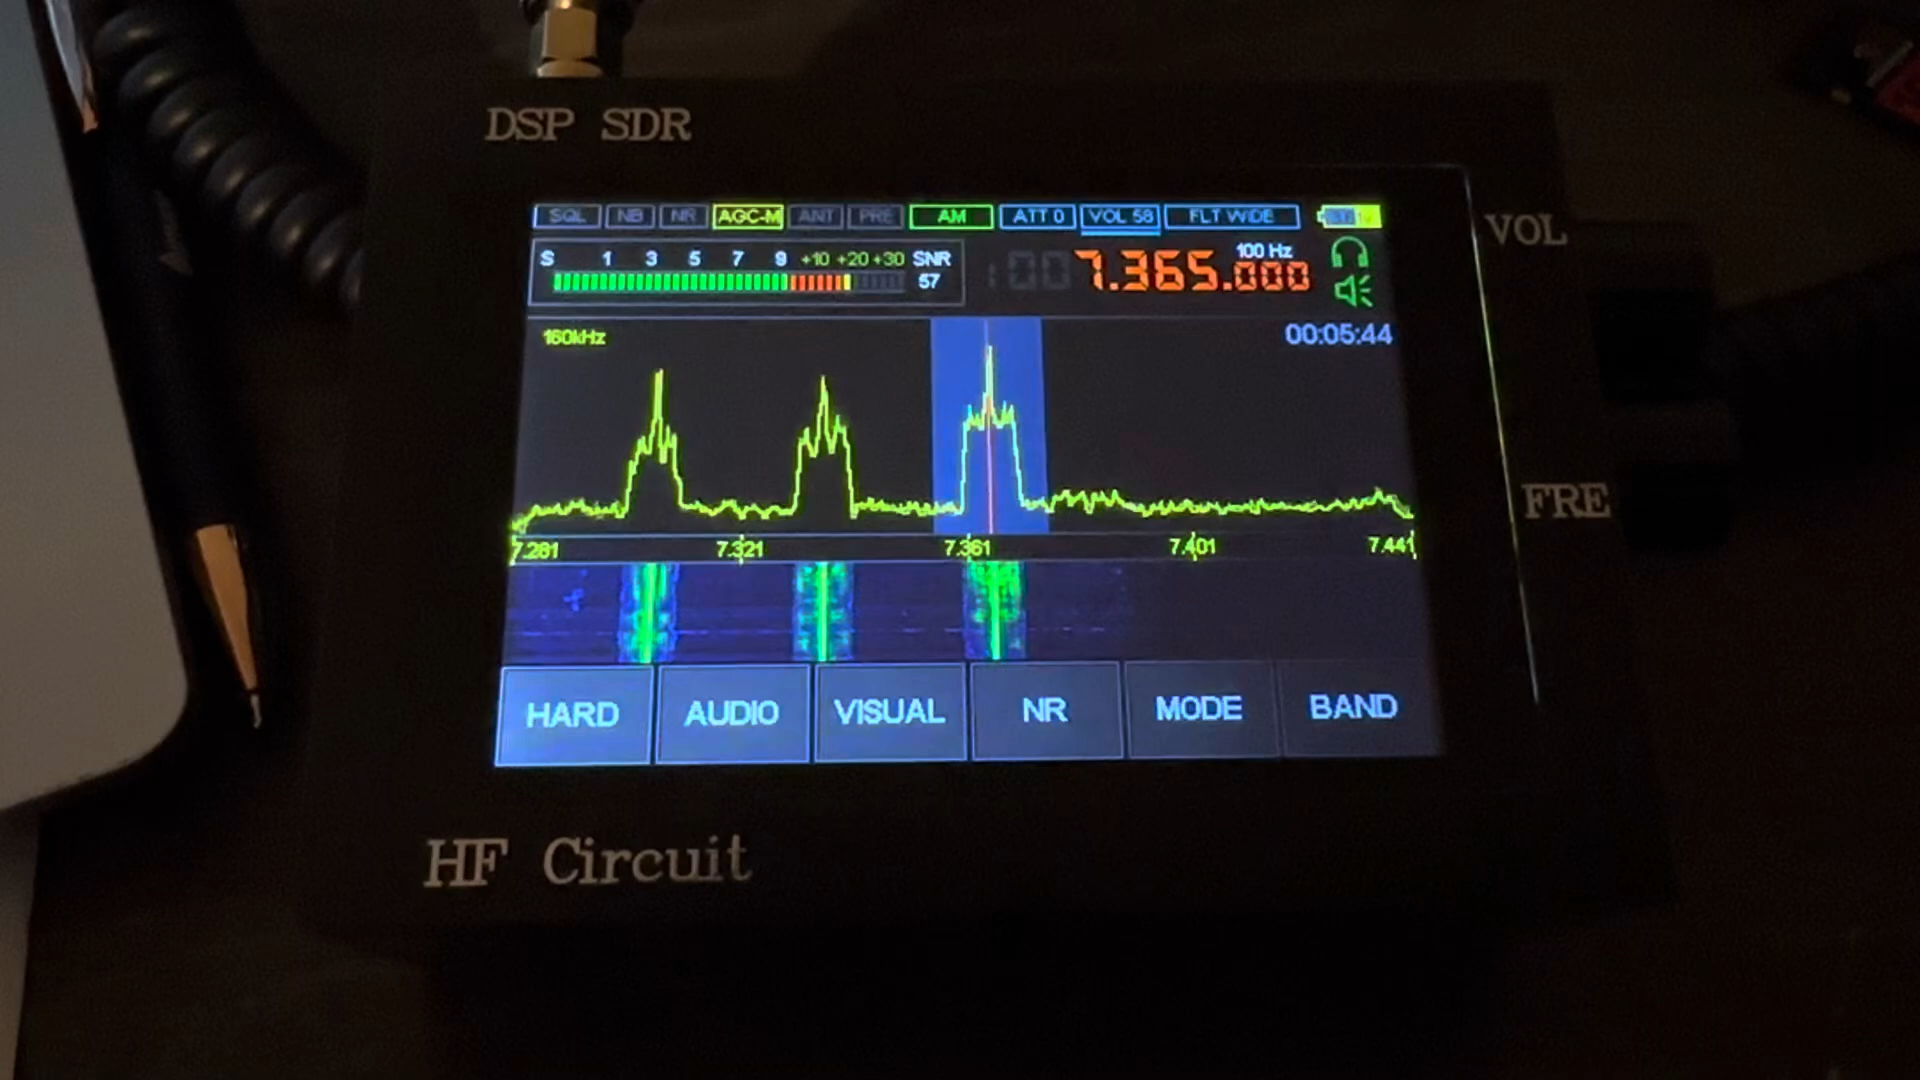 DSP SDR
SQL NB NR AGC-M ANT PRE AM ATT 0 VOL 58 FLT WIDE
S 1 3 5 7 9 +10 +20 +30 SNR
57
100 Hz
7.365.000
VOL
160kHz
00:05:44
FRE
7.281 7.321 7.361 7.401 7.441
HARD AUDIO VISUAL NR MODE BAND
HF Circuit